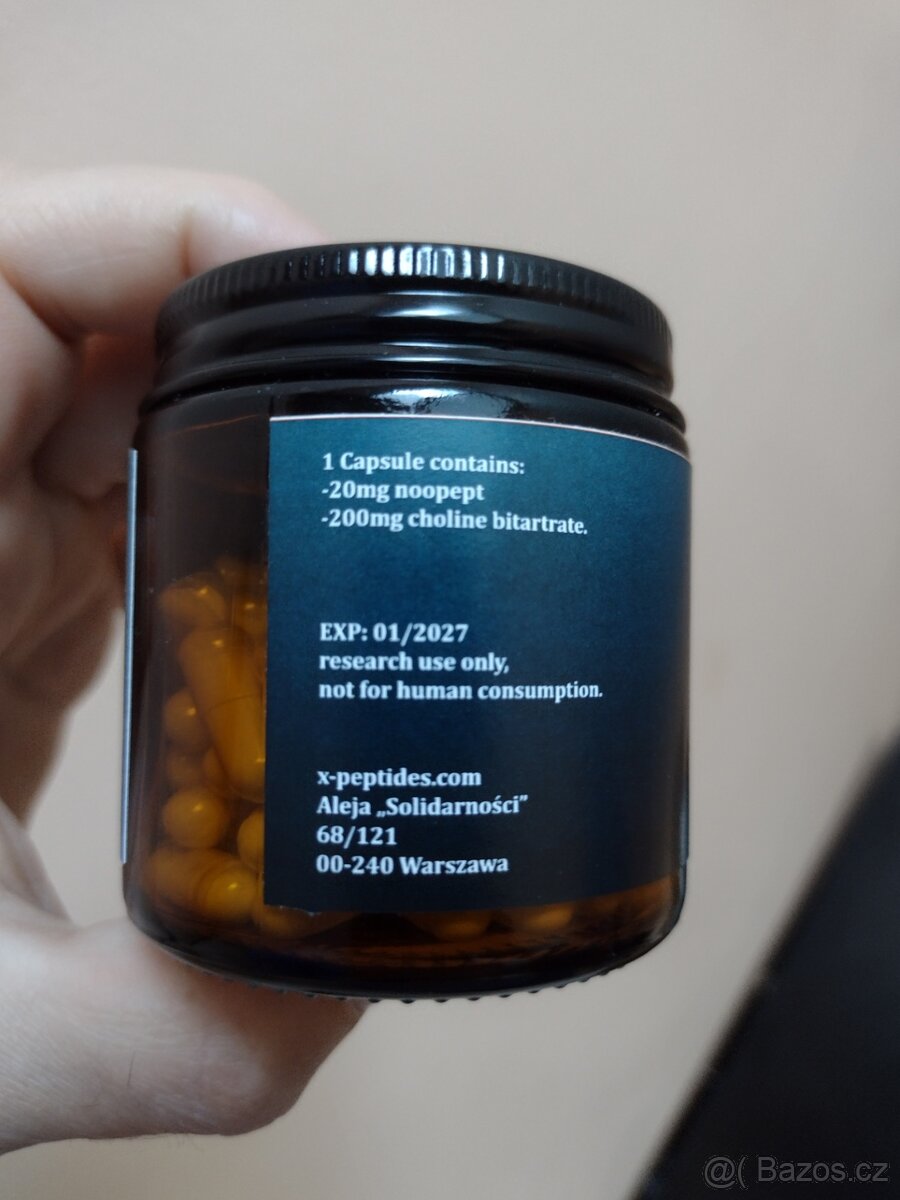 1 Capsule contains:
-20mg noopept
-200mg choline bitartrate.
EXP: 01/2027
research use only,
not for human consumption.
x-peptides.com
Aleja „Solidarności”
68/121
00-240 Warszawa
@( Bazos.cz